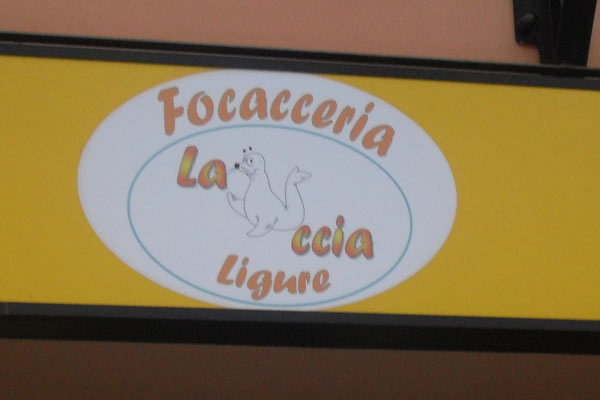 Focacceria
La
ccia
Ligure